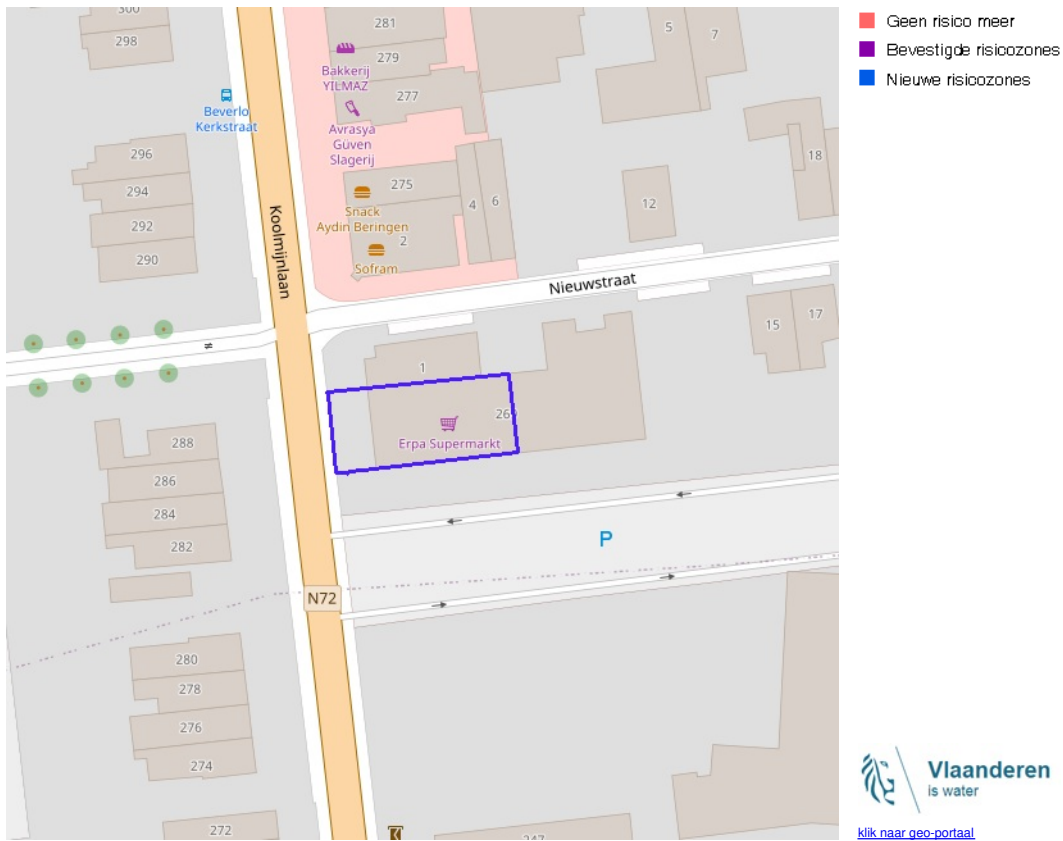 300
298
281
279
Bakkerij
YILMAZ
277
5
7
Beverlo
Kerkstraat
Avrasya
Güven
Slagerij
296
294
292
290
275
Snack
Aydin Beringen
2
Sofram
4
6
12
18
Koolmijnlaan
Nieuwstraat
15
17
1
Erpa Supermarkt
288
286
284
282
P
N72
280
278
276
274
272
Geen risico meer
Bevestigde risicozones
Nieuwe risicozones
Vlaanderen
is water
klik naar geo-portaal